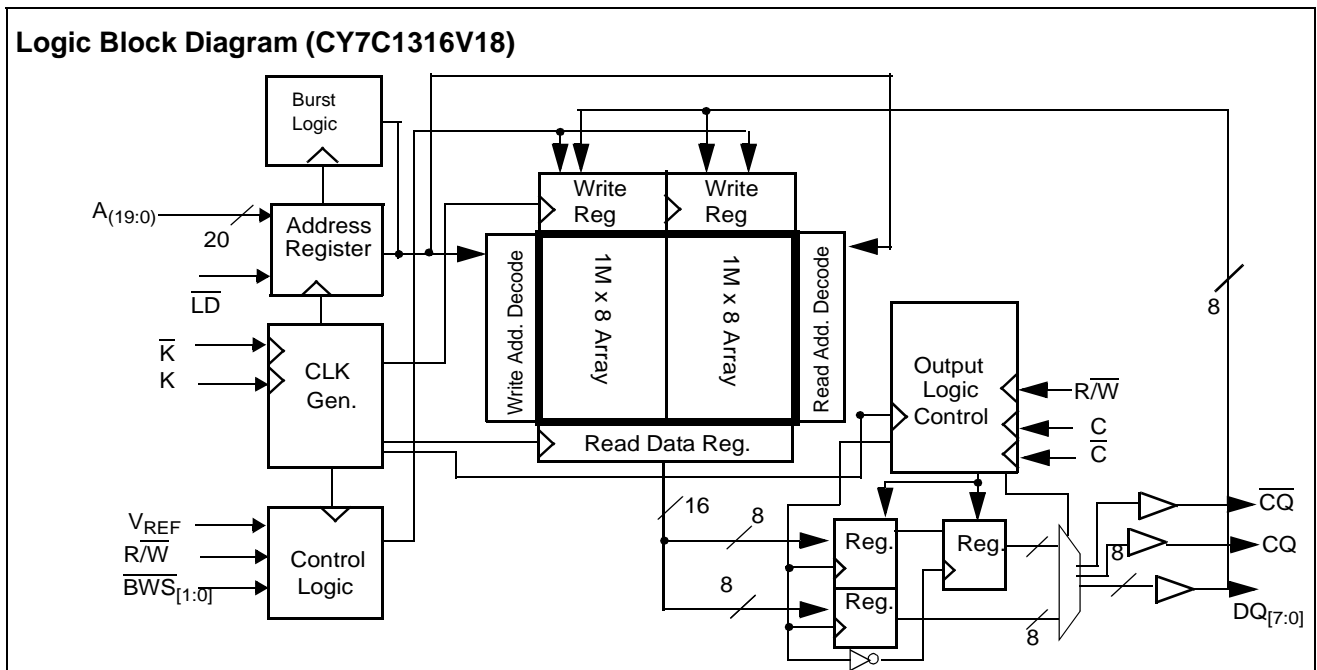 Logic Block Diagram (CY7C1316V18)
Burst
Logic
A(19:0)
20
Address
Register
LD
K
K
CLK
Gen.
VREF
R/W
BWS[1:0]
Control
Logic
Write
Reg
Write
Reg
Write Add. Decode
1M x 8 Array
1M x 8 Array
Read Add. Decode
Read Data Reg.
16
8
8
Output
Logic
Control
R/W
C
C
8
Reg.
Reg.
Reg.
8
8
CQ
CQ
DQ[7:0]